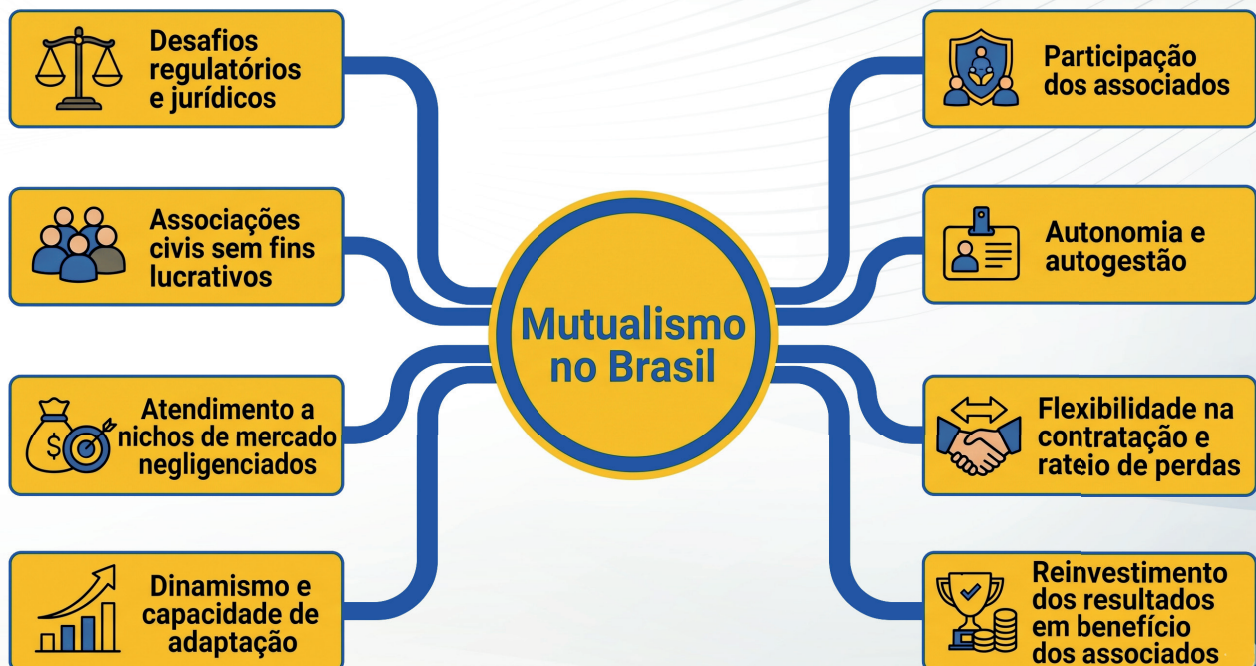 Desafios
regulatórios
e jurídicos
Associações
civis sem fins
lucrativos
Atendimento a
nichos de mercado
negligenciados
$
Dinamismo e
capacidade de
adaptação
Mutualismo
no Brasil
Participação
dos associados
Autonomia e
autogestão
Flexibilidade na
contratação e
rateio de perdas
Reinvestimento
dos resultados
em benefício
dos associados